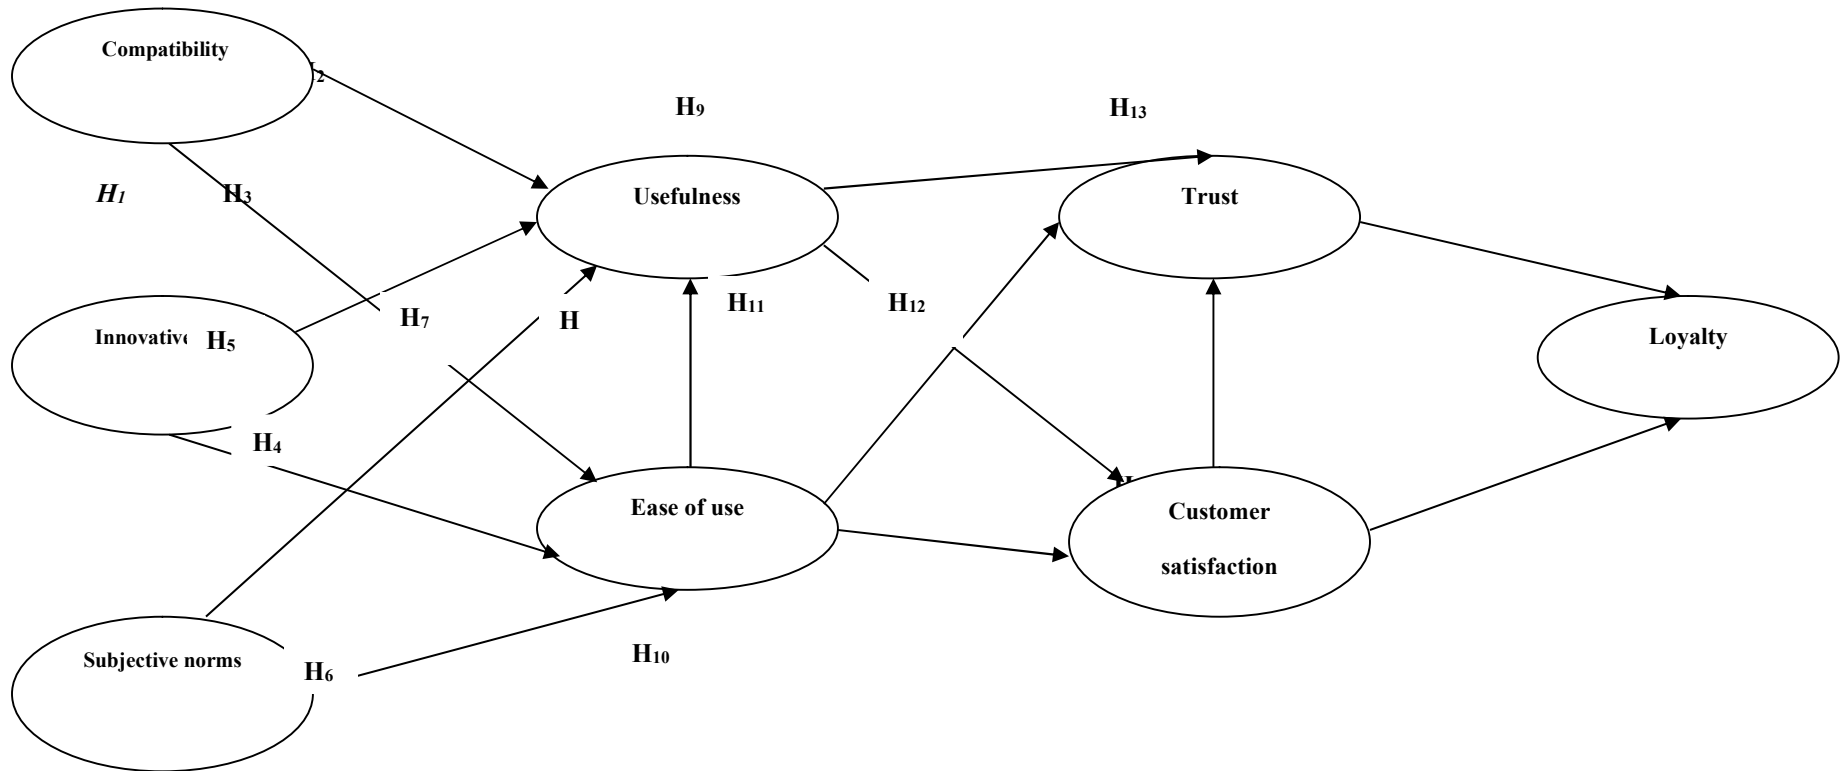 Compatibility
H9
H13
H1
H3
Usefulness
Trust
H11
H12
H7
H
Innovative
H5
Loyalty
H4
Ease of use
Customer
satisfaction
Subjective norms
H6
H10